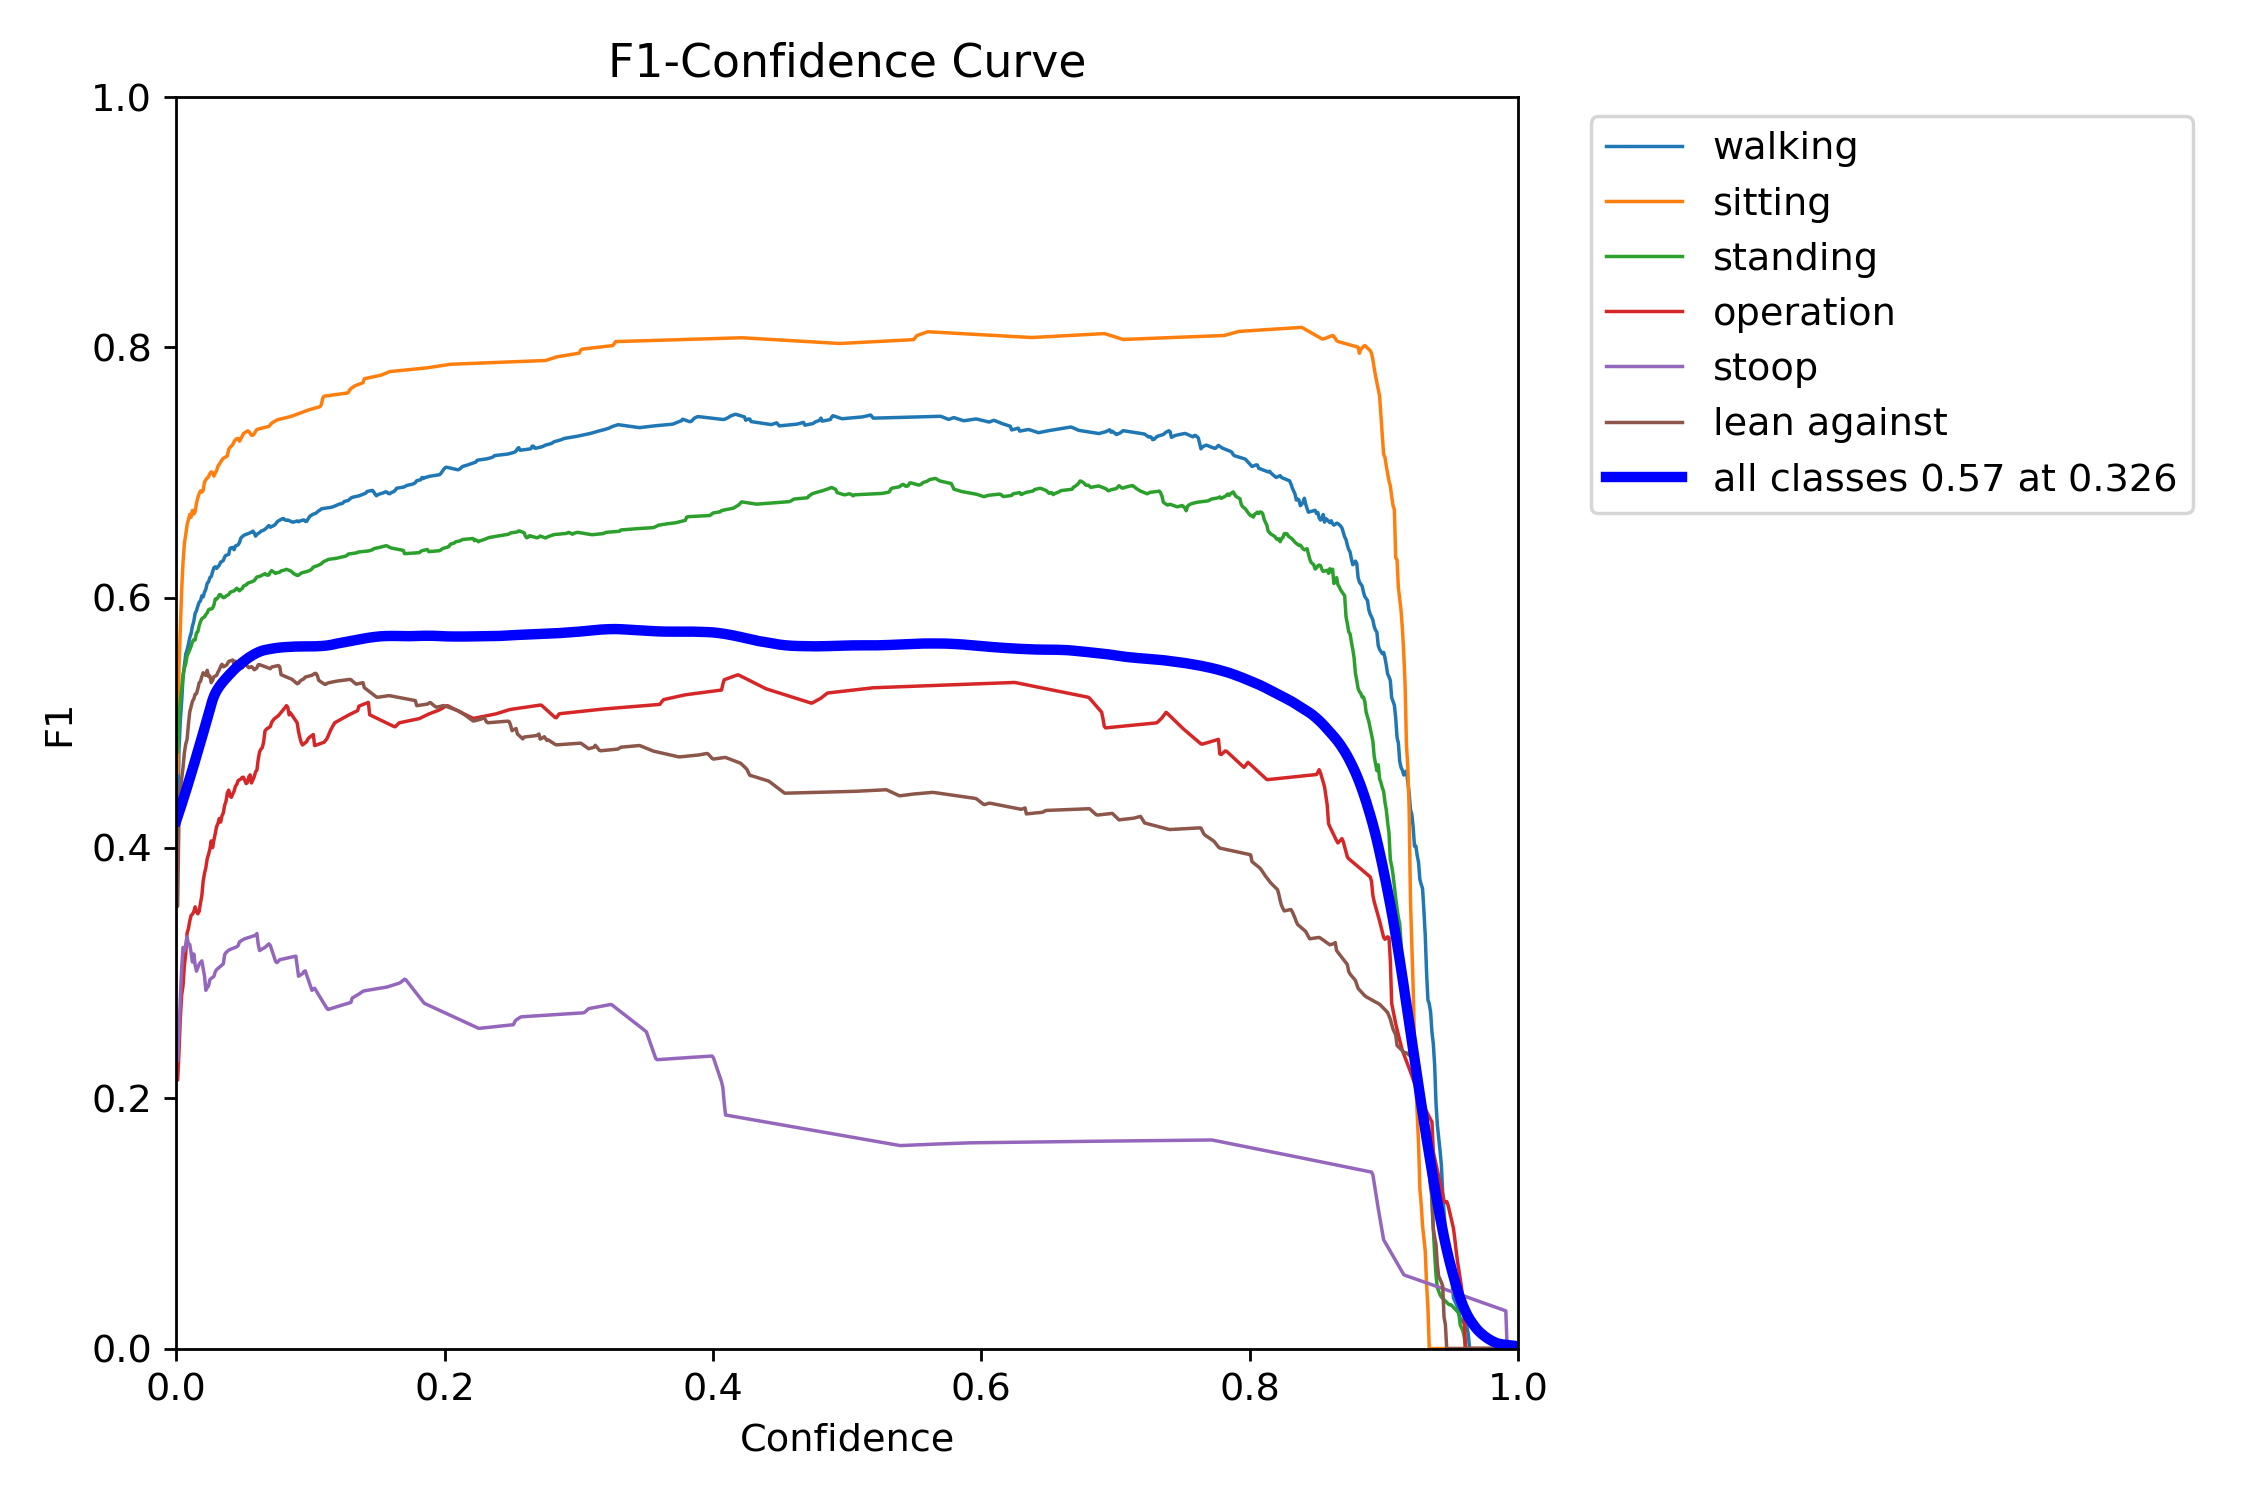 F1-Confidence Curve
1.0
0.8
0.6
0.4
0.2
0.0
F1
0.0 0.2 0.4 0.6 0.8 1.0
Confidence
walking
sitting
standing
operation
stoop
lean against
all classes 0.57 at 0.326